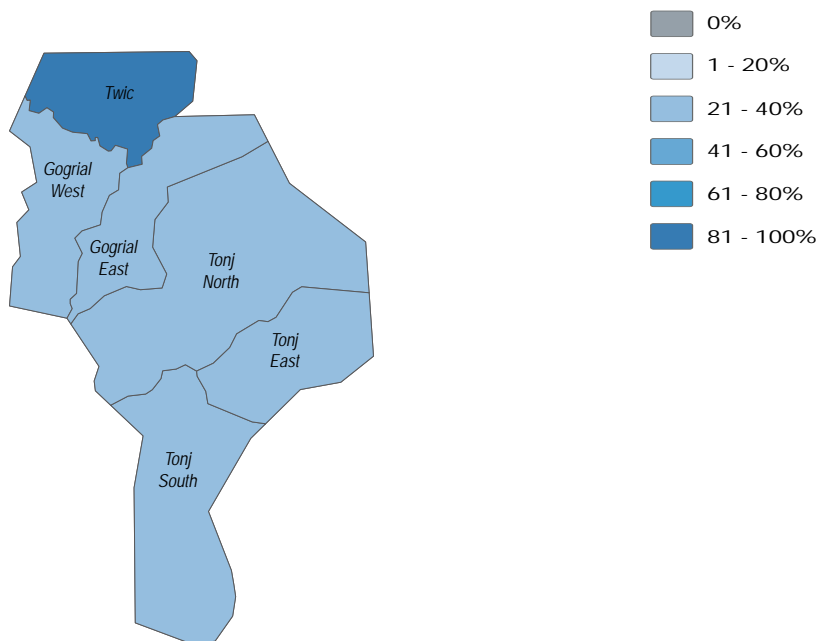 Twic
Gogrial
West
Gogrial
East
Tonj
North
Tonj
East
Tonj
South
0%
1 - 20%
21 - 40%
41 - 60%
61 - 80%
81 - 100%